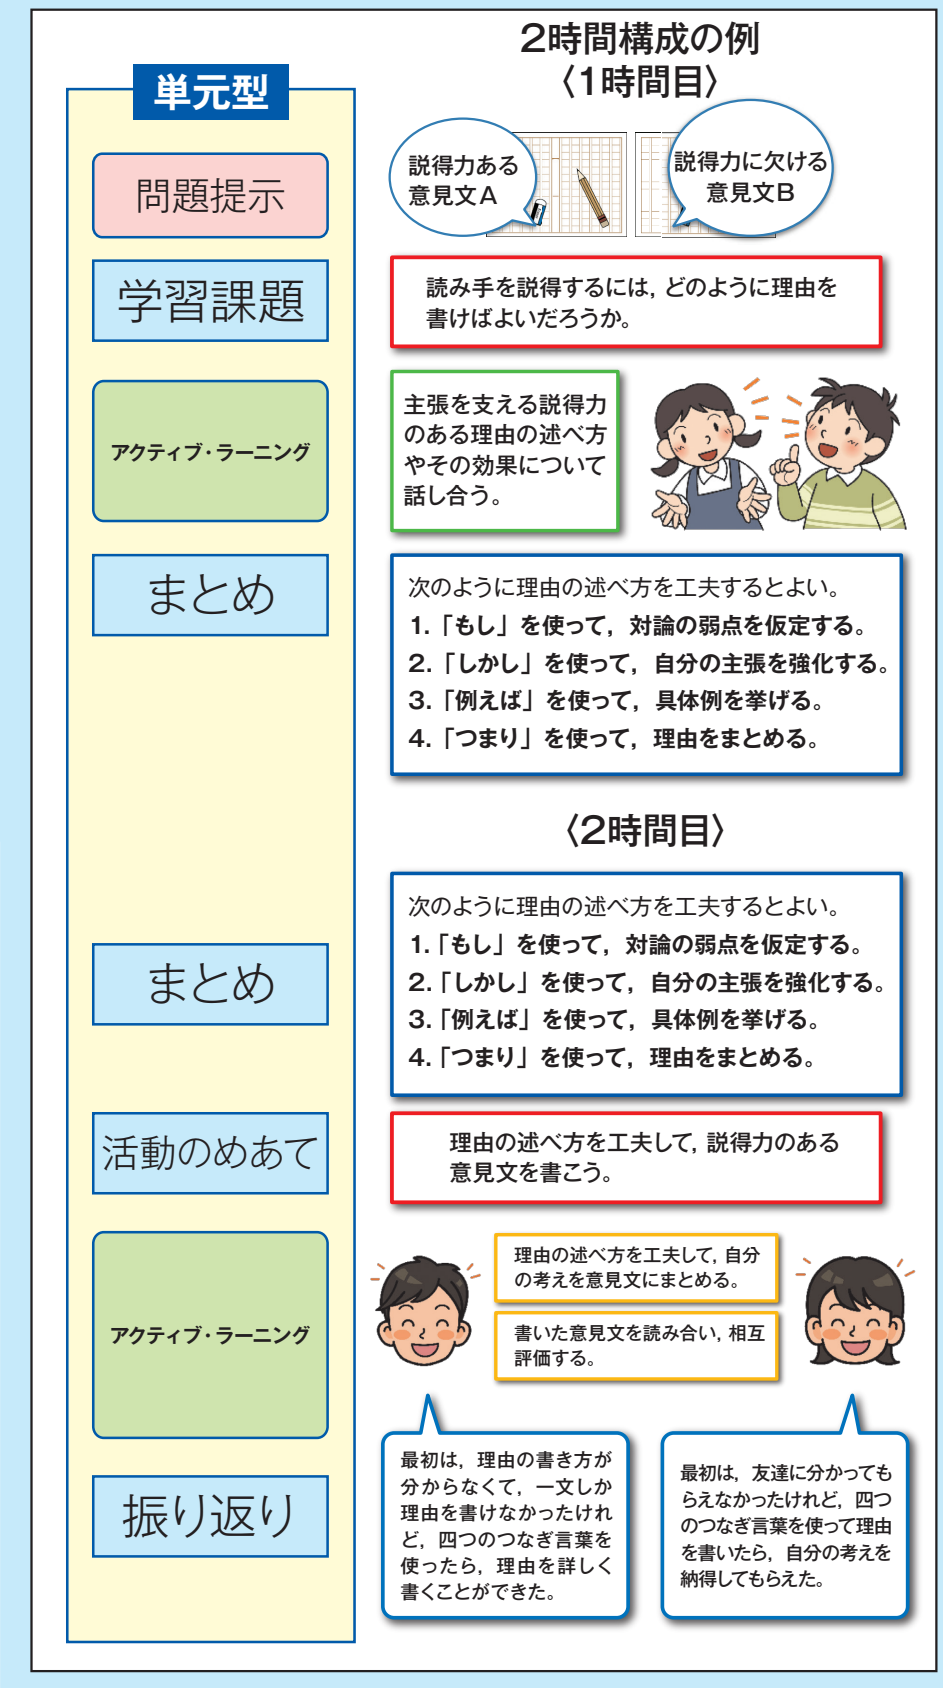 2時間構成の例
〈1時間目〉
単元型
問題提示
説得力ある
意見文A
説得力に欠ける
意見文B
学習課題
読み手を説得するには，どのように理由を
書けばよいだろうか。
アクティブ・ラーニング
主張を支える説得力
のある理由の述べ方
やその効果について
話し合う。
まとめ
次のように理由の述べ方を工夫するとよい。
1.「もし」を使って，対論の弱点を仮定する。
2.「しかし」を使って，自分の主張を強化する。
3.「例えば」を使って，具体例を挙げる。
4.「つまり」を使って，理由をまとめる。
〈2時間目〉
まとめ
次のように理由の述べ方を工夫するとよい。
1.「もし」を使って，対論の弱点を仮定する。
2.「しかし」を使って，自分の主張を強化する。
3.「例えば」を使って，具体例を挙げる。
4.「つまり」を使って，理由をまとめる。
活動のめあて
理由の述べ方を工夫して，説得力のある
意見文を書こう。
アクティブ・ラーニング
理由の述べ方を工夫して，自分
の考えを意見文にまとめる。
書いた意見文を読み合い，相互
評価する。
振り返り
最初は，理由の書き方が
分からなくて，一文しか
理由を書けなかったけれ
ど，四つのつなぎ言葉を
使ったら，理由を詳しく
書くことができた。
最初は，友達に分かっても
らえなかったけれど，四つ
のつなぎ言葉を使って理由
を書いたら，自分の考えを
納得してもらえた。